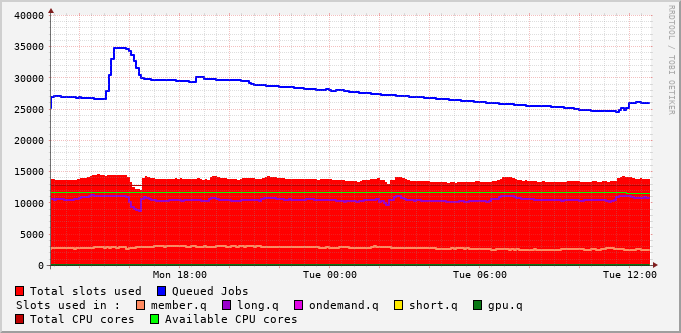 RRDTOOL / TOBI OETIKER
40000
35000
30000
25000
20000
15000
10000
5000
0
Mon 18:00 Tue 00:00 Tue 06:00 Tue 12:00
Total slots used Queued Jobs
Slots used in : member.q long.q ondemand.q short.q gpu.q
Total CPU cores Available CPU cores